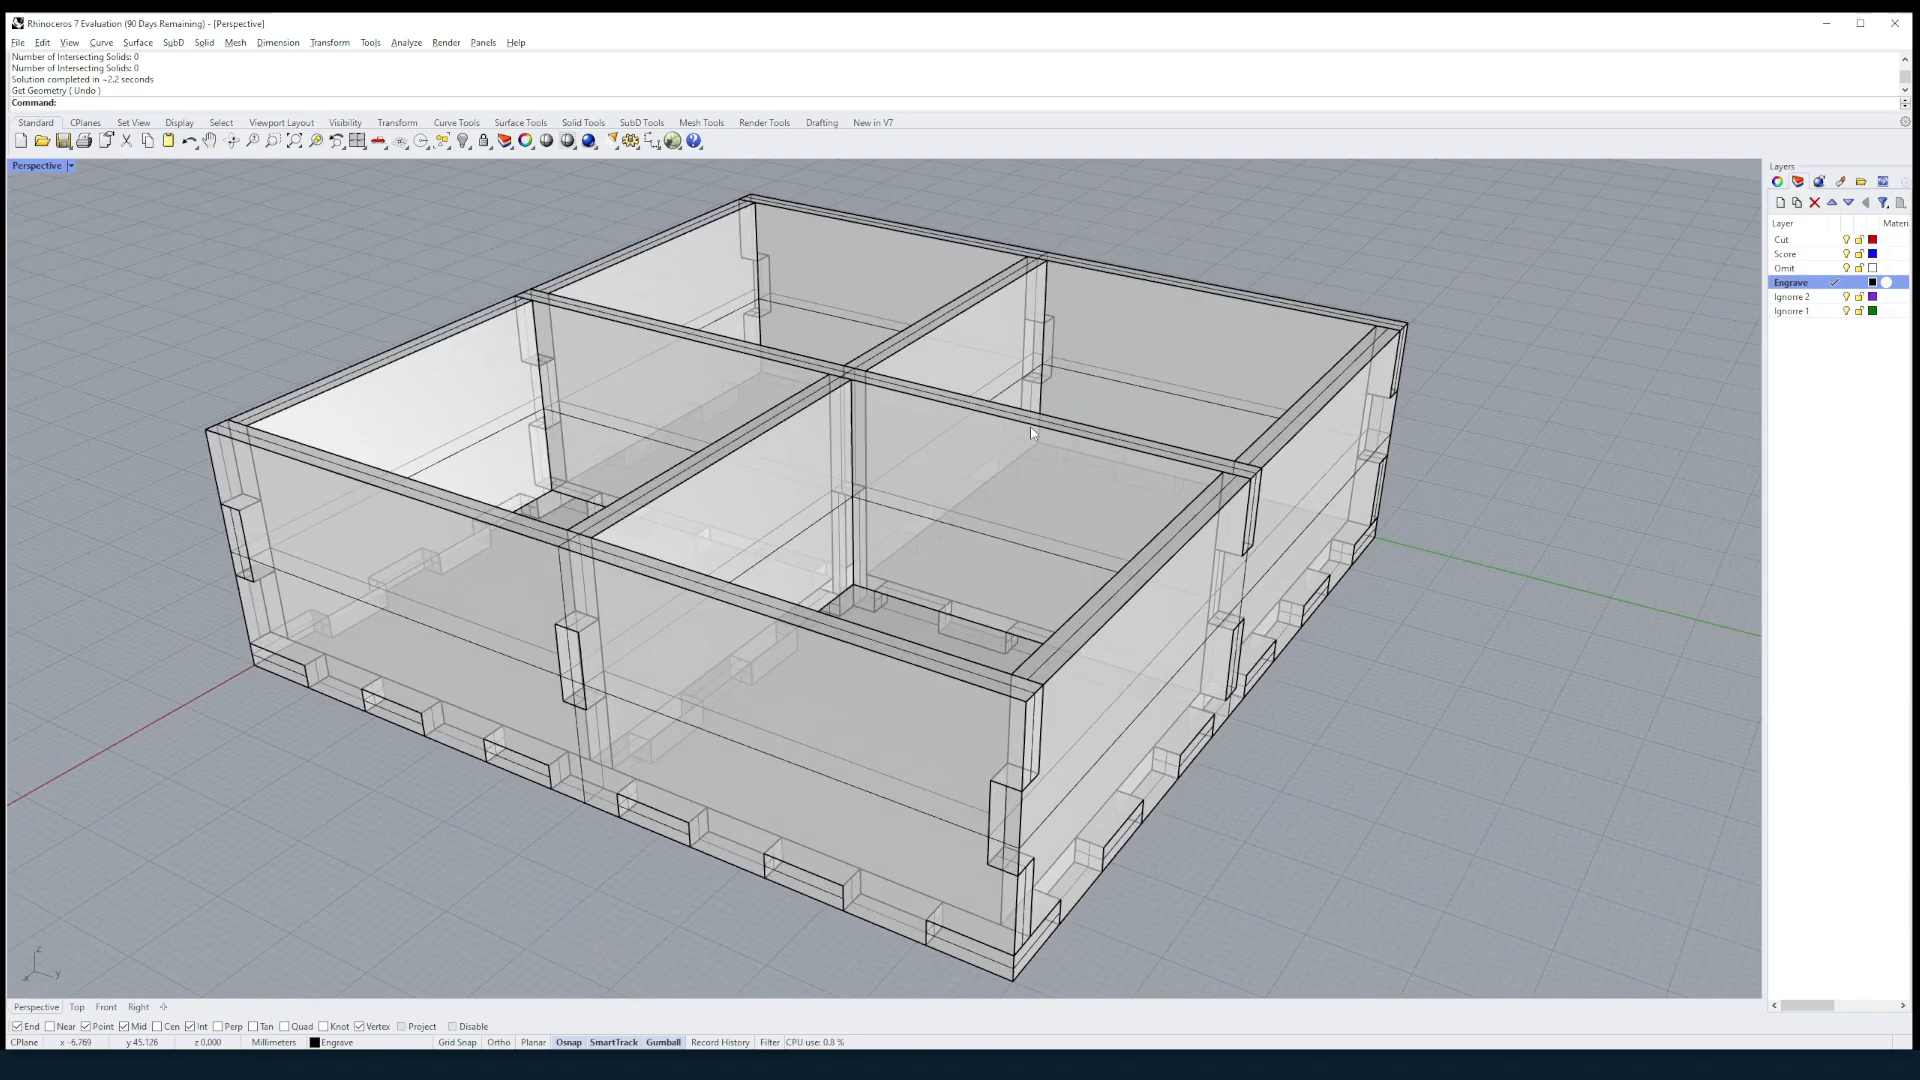 Rhinoceros 7 Evaluation (90 Days Remaining) - [Perspective]
File Edit View Curve Surface SubD Solid Mesh Dimension Transform Tools Analyze Render Panels Help
Number of Intersecting Solids: 0
Number of Intersecting Solids: 0
Solution completed in ~2.2 seconds
Get Geometry ( Undo )
Command:
Standard CPlanes Set View Display Select Viewport Layout Visibility Transform Curve Tools Surface Tools Solid Tools SubD Tools Mesh Tools Render Tools Drafting New in V7
Perspective
Layers
Layer Materi
Cut
Score
Omit
Engrave
Ignorre 2
Ignorre 1
z
x y
Perspective Top Front Right
End Near Point Mid Cen Int Perp Tan Quad Knot Vertex Project Disable
CPlane x -6.769 y 45.126 z 0.000 Millimeters Engrave Grid Snap Ortho Planar Osnap SmartTrack Gumball Record History Filter CPU use: 0.8 %